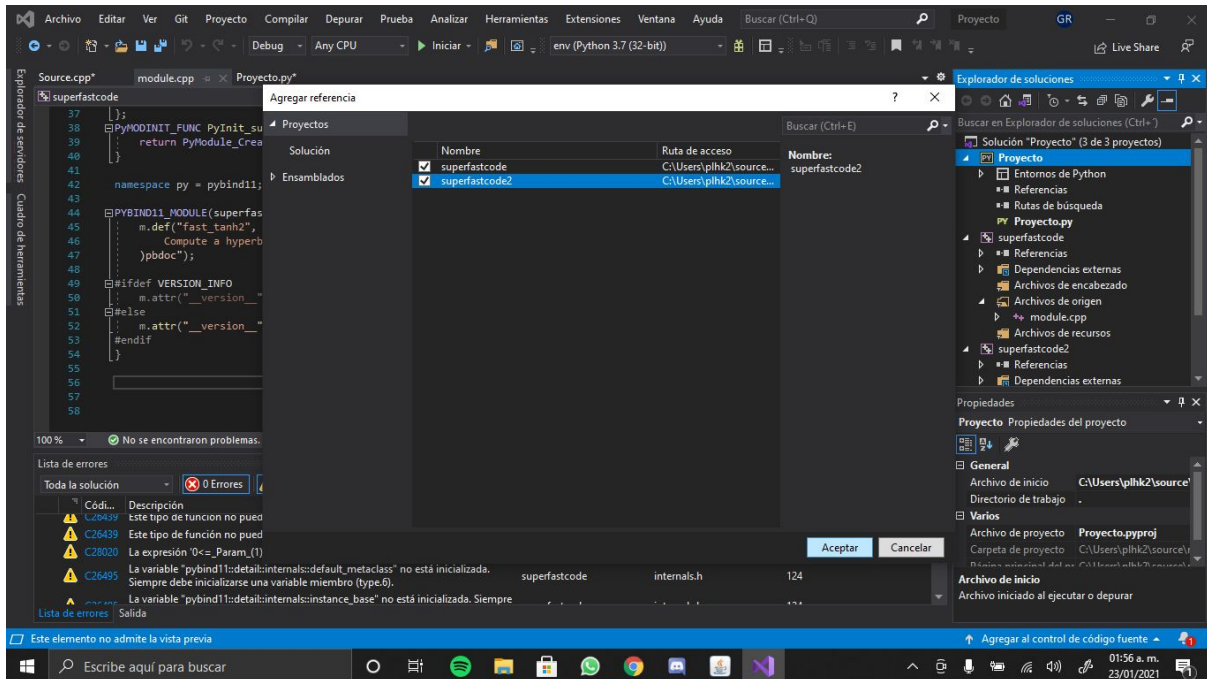 Archivo Editar Ver Git Proyecto Compilar Depurar Prueba Analizar Herramientas Extensiones Ventana Ayuda Buscar (Ctrl+Q) Proyecto GR
Debug Any CPU Iniciar env (Python 3.7 (32-bit)) Live Share
Source.cpp* module.cpp Proyecto.py*
superfastcode
Explorador de servidores
Cuadro de herramientas
37 };
38 PyMODINIT_FUNC PyInit_su
39 return PyModule_Crea
40 }
41
42 namespace py = pybind11;
43
44 PYBIND11_MODULE(superfas
45 m.def("fast_tanh2",
46 Compute a hyperb
47 )pbdoc");
48
49 #ifdef VERSION_INFO
50 m.attr("__version__"
51 #else
52 m.attr("__version__"
53 #endif
54 }
55
56
57
58
100 % No se encontraron problemas.
Agregar referencia ? ×
Proyectos
Solución
Ensamblados
Buscar (Ctrl+E)
Nombre Ruta de acceso
superfastcode C:\Users\plhk2\source...
superfastcode2 C:\Users\plhk2\source...
Nombre:
superfastcode2
Aceptar Cancelar
Lista de errores
Toda la solución 0 Errores
Códi... Descripción
C26439 Este tipo de función no pued
C26439 Este tipo de función no pued
C28020 La expresión '0<=_Param_(1)
C26495 La variable "pybind11::detail::internals::default_metaclass" no está inicializada.
Siempre debe inicializarse una variable miembro (type.6). superfastcode internals.h 124
La variable "pybind11::detail::internals::instance_base" no está inicializada. Siempre
Lista de errores Salida
Explorador de soluciones
Buscar en Explorador de soluciones (Ctrl+´)
Solución "Proyecto" (3 de 3 proyectos)
Proyecto
Entornos de Python
Referencias
Rutas de búsqueda
PY Proyecto.py
superfastcode
Referencias
Dependencias externas
Archivos de encabezado
Archivos de origen
module.cpp
Archivos de recursos
superfastcode2
Referencias
Dependencias externas
Propiedades
Proyecto Propiedades del proyecto
General
Archivo de inicio C:\Users\plhk2\source\
Directorio de trabajo .
Varios
Archivo de proyecto Proyecto.pyproj
Carpeta de proyecto C:\Users\plhk2\source\r
Archivo de inicio
Archivo iniciado al ejecutar o depurar
Este elemento no admite la vista previa Agregar al control de código fuente
Escribe aquí para buscar 01:56 a. m.
23/01/2021